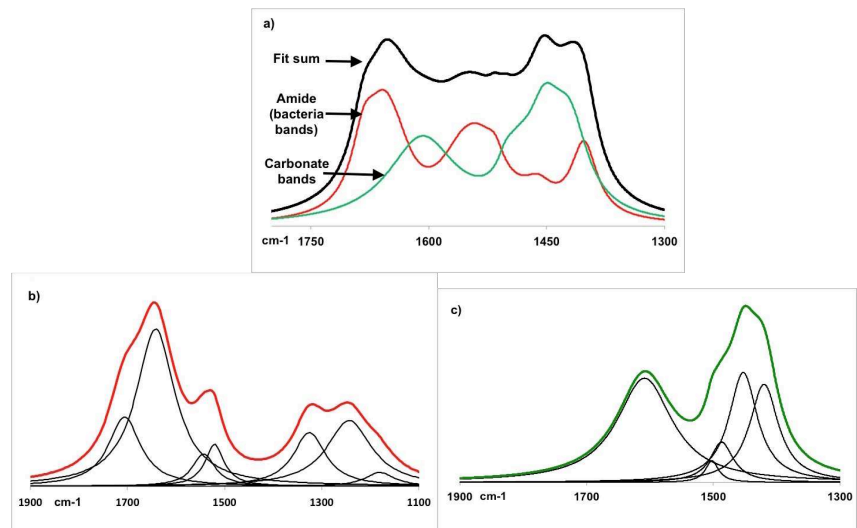 a)
Fit sum
Amide
(bacteria
bands)
Carbonate
bands
cm-1 1750 1600 1450 1300
b)
1900 cm-1 1700 1500 1300 1100
c)
1900 cm-1 1700 1500 1300